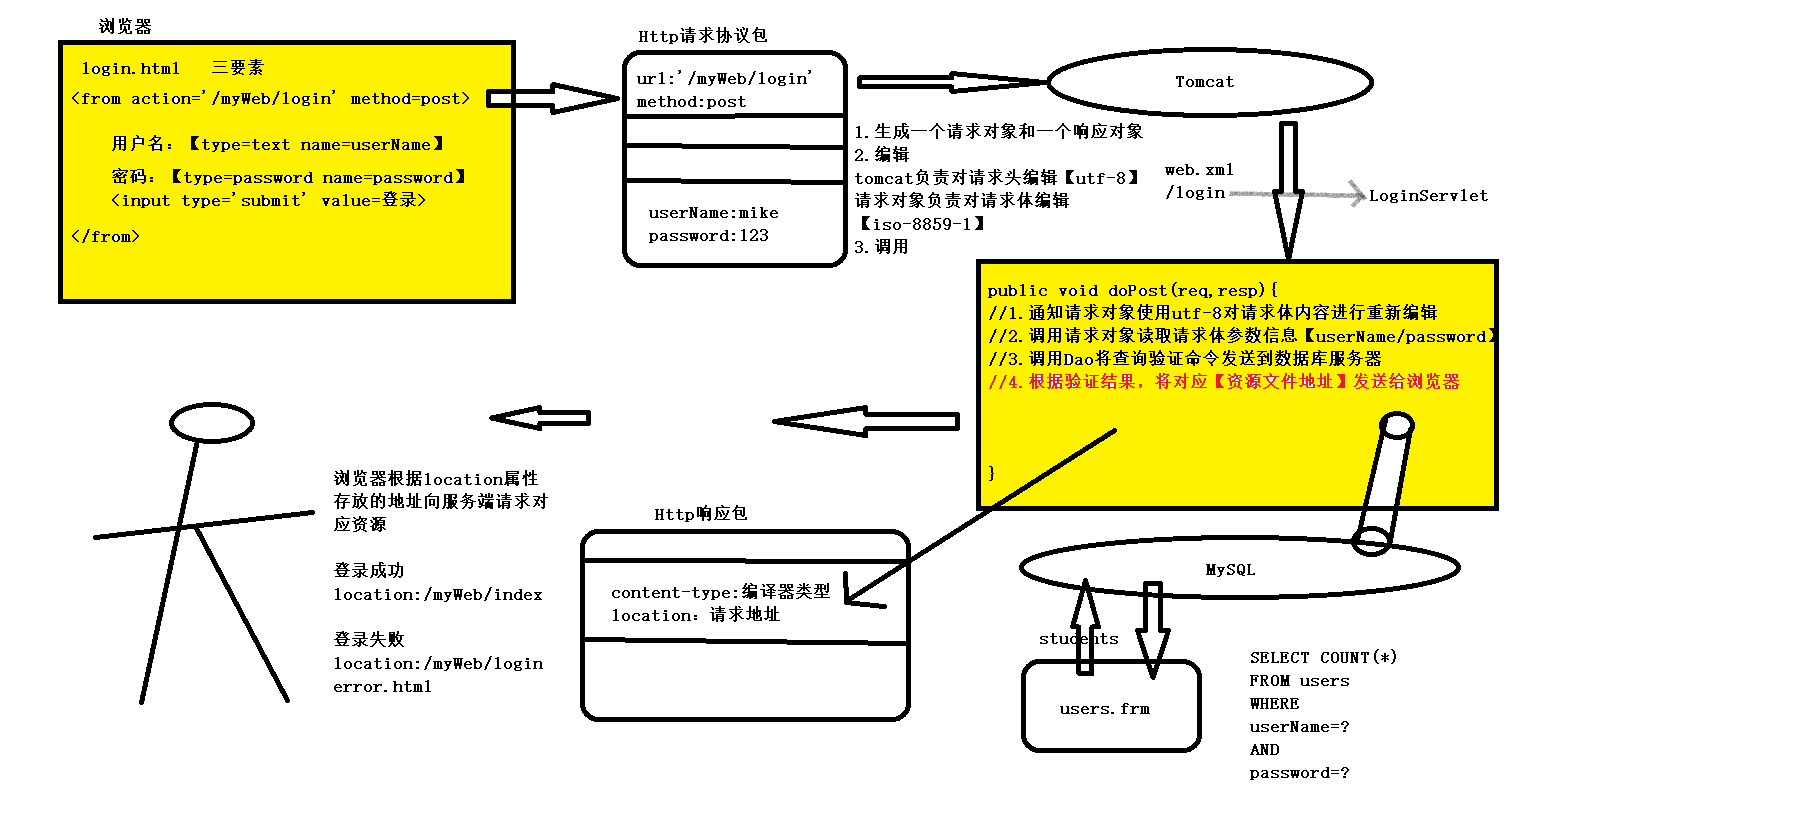 浏览器
login.html 三要素
<from action='/myWeb/login' method=post>
用户名：【type=text name=userName】
密码：【type=password name=password】
<input type='submit' value=登录>
</from>
Http请求协议包
url:'/myWeb/login'
method:post
userName:mike
password:123
Tomcat
1.生成一个请求对象和一个响应对象
2.编辑
tomcat负责对请求头编辑【utf-8】
请求对象负责对请求体编辑
【iso-8859-1】
3.调用
web.xml
/login
LoginServlet
public void doPost(req,resp){
//1.通知请求对象使用utf-8对请求体内容进行重新编辑
//2.调用请求对象读取请求体参数信息【userName/password】
//3.调用Dao将查询验证命令发送到数据库服务器
//4.根据验证结果，将对应【资源文件地址】发送给浏览器
}
浏览器根据location属性
存放的地址向服务端请求对
应资源
登录成功
location:/myWeb/index
登录失败
location:/myWeb/login
error.html
Http响应包
content-type:编译器类型
location：请求地址
MySQL
students
users.frm
SELECT COUNT(*)
FROM users
WHERE
userName=?
AND
password=?